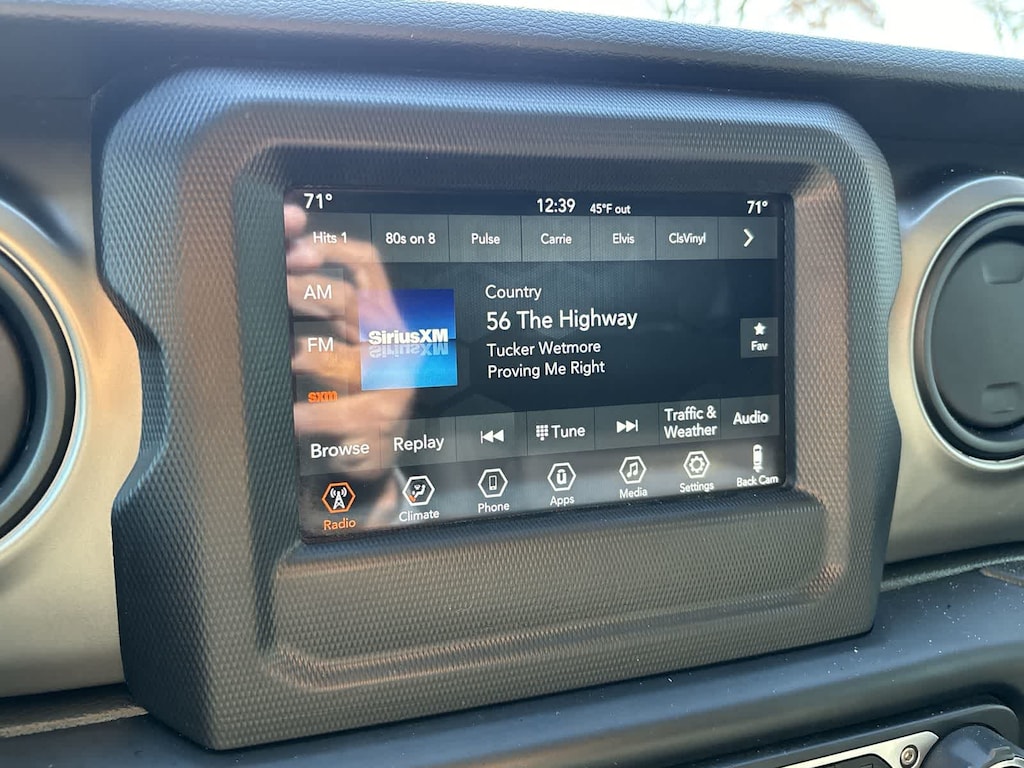 71° 12:39 45°F out 71°
Hits 1 80s on 8 Pulse Carrie Elvis ClsVinyl
AM
FM
sxm
SiriusXM
Country
56 The Highway
Tucker Wetmore
Proving Me Right
Fav
Browse Replay Tune Traffic & Weather Audio
Radio Climate Phone Apps Media Settings Back Cam